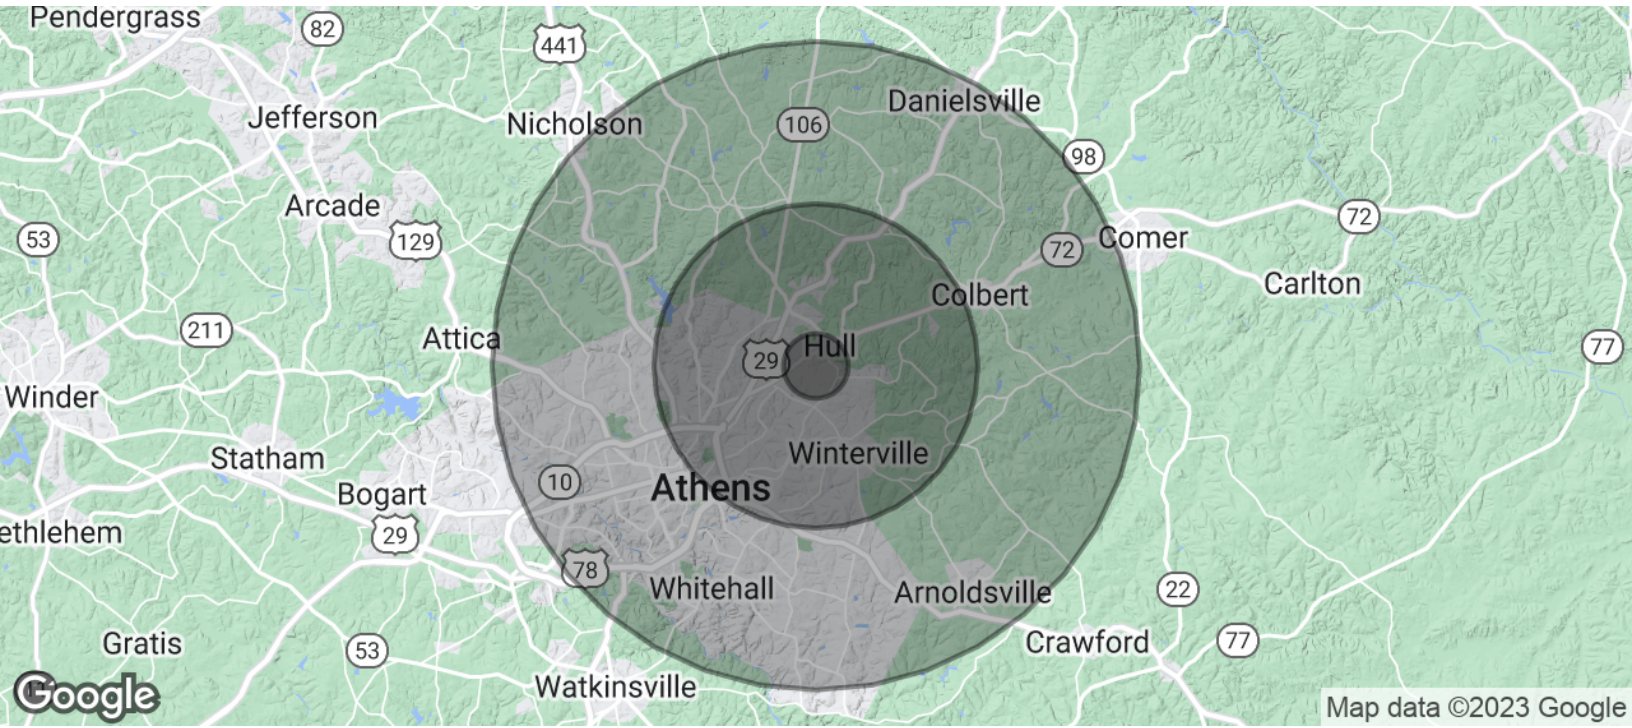 Pendergrass
82
441
Jefferson
Nicholson
106
Danielsville
98
Arcade
53
129
72
72
Comer
Carlton
Colbert
211
Attica
29
Hull
77
Winder
Statham
Winterville
Bogart
10
Athens
ethlehem
29
78
Whitehall
Arnoldsville
22
Gratis
53
Crawford
77
Watkinsville
Google
Map data ©2023 Google